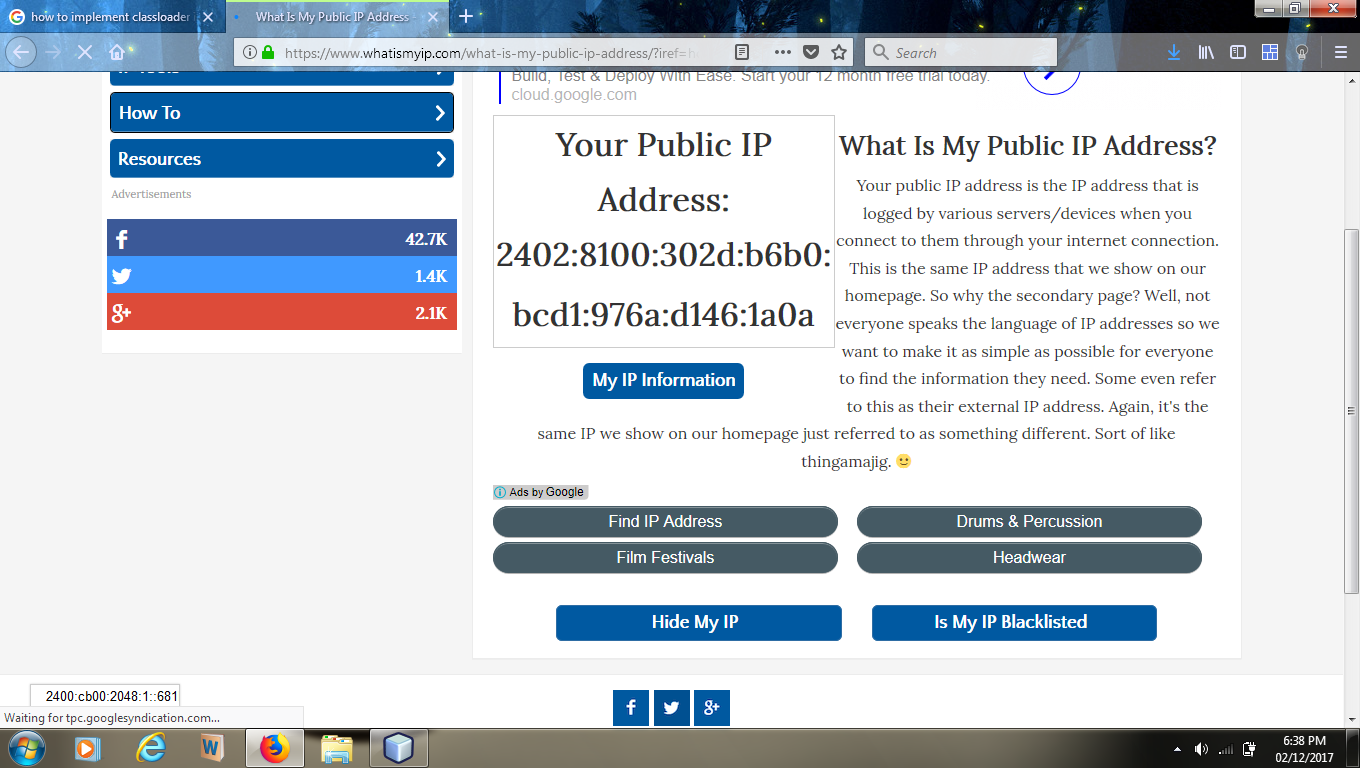 how to implement classloader
What Is My Public IP Address
https://www.whatismyip.com/what-is-my-public-ip-address/?iref=h
Search
How To
Resources
Advertisements
42.7K
1.4K
2.1K
Build, Test & Deploy With Ease. Start your 12 month free trial today.
cloud.google.com
Your Public IP
Address:
2402:8100:302d:b6b0:
bcd1:976a:d146:1a0a
My IP Information
What Is My Public IP Address?
Your public IP address is the IP address that is
logged by various servers/devices when you
connect to them through your internet connection.
This is the same IP address that we show on our
homepage. So why the secondary page? Well, not
everyone speaks the language of IP addresses so we
want to make it as simple as possible for everyone
to find the information they need. Some even refer
to this as their external IP address. Again, it's the
same IP we show on our homepage just referred to as something different. Sort of like
thingamajig.
Ads by Google
Find IP Address
Drums & Percussion
Film Festivals
Headwear
Hide My IP
Is My IP Blacklisted
2400:cb00:2048:1::681
Waiting for tpc.googlesyndication.com...
6:38 PM
02/12/2017